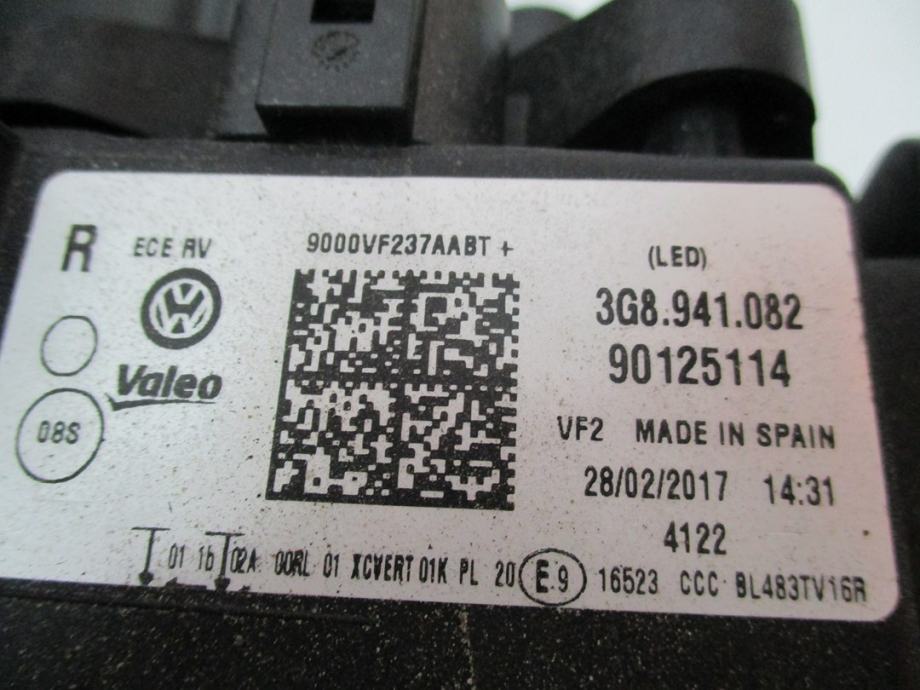 R ECE RV 9000VF237AABT + (LED)
3G8.941.082
Valeo 90125114
08S VF2 MADE IN SPAIN
28/02/2017 14:31
4122
01 1b 02A 00RL 01 XCVERT 01K PL 20 E.9 16523 CCC BL483TV16R